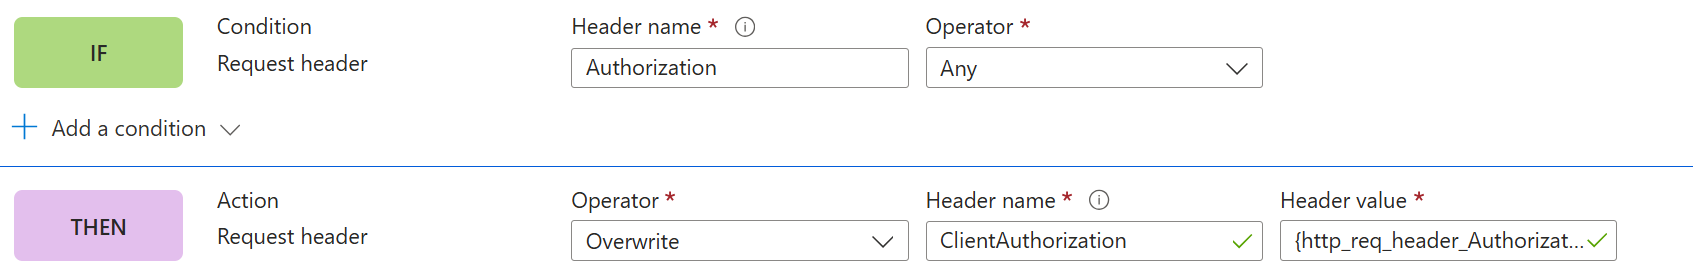 IF
Condition
Request header
Header name *
Authorization
Operator *
Any
Add a condition
THEN
Action
Request header
Operator *
Overwrite
Header name *
ClientAuthorization
Header value *
{http_req_header_Authorizat...